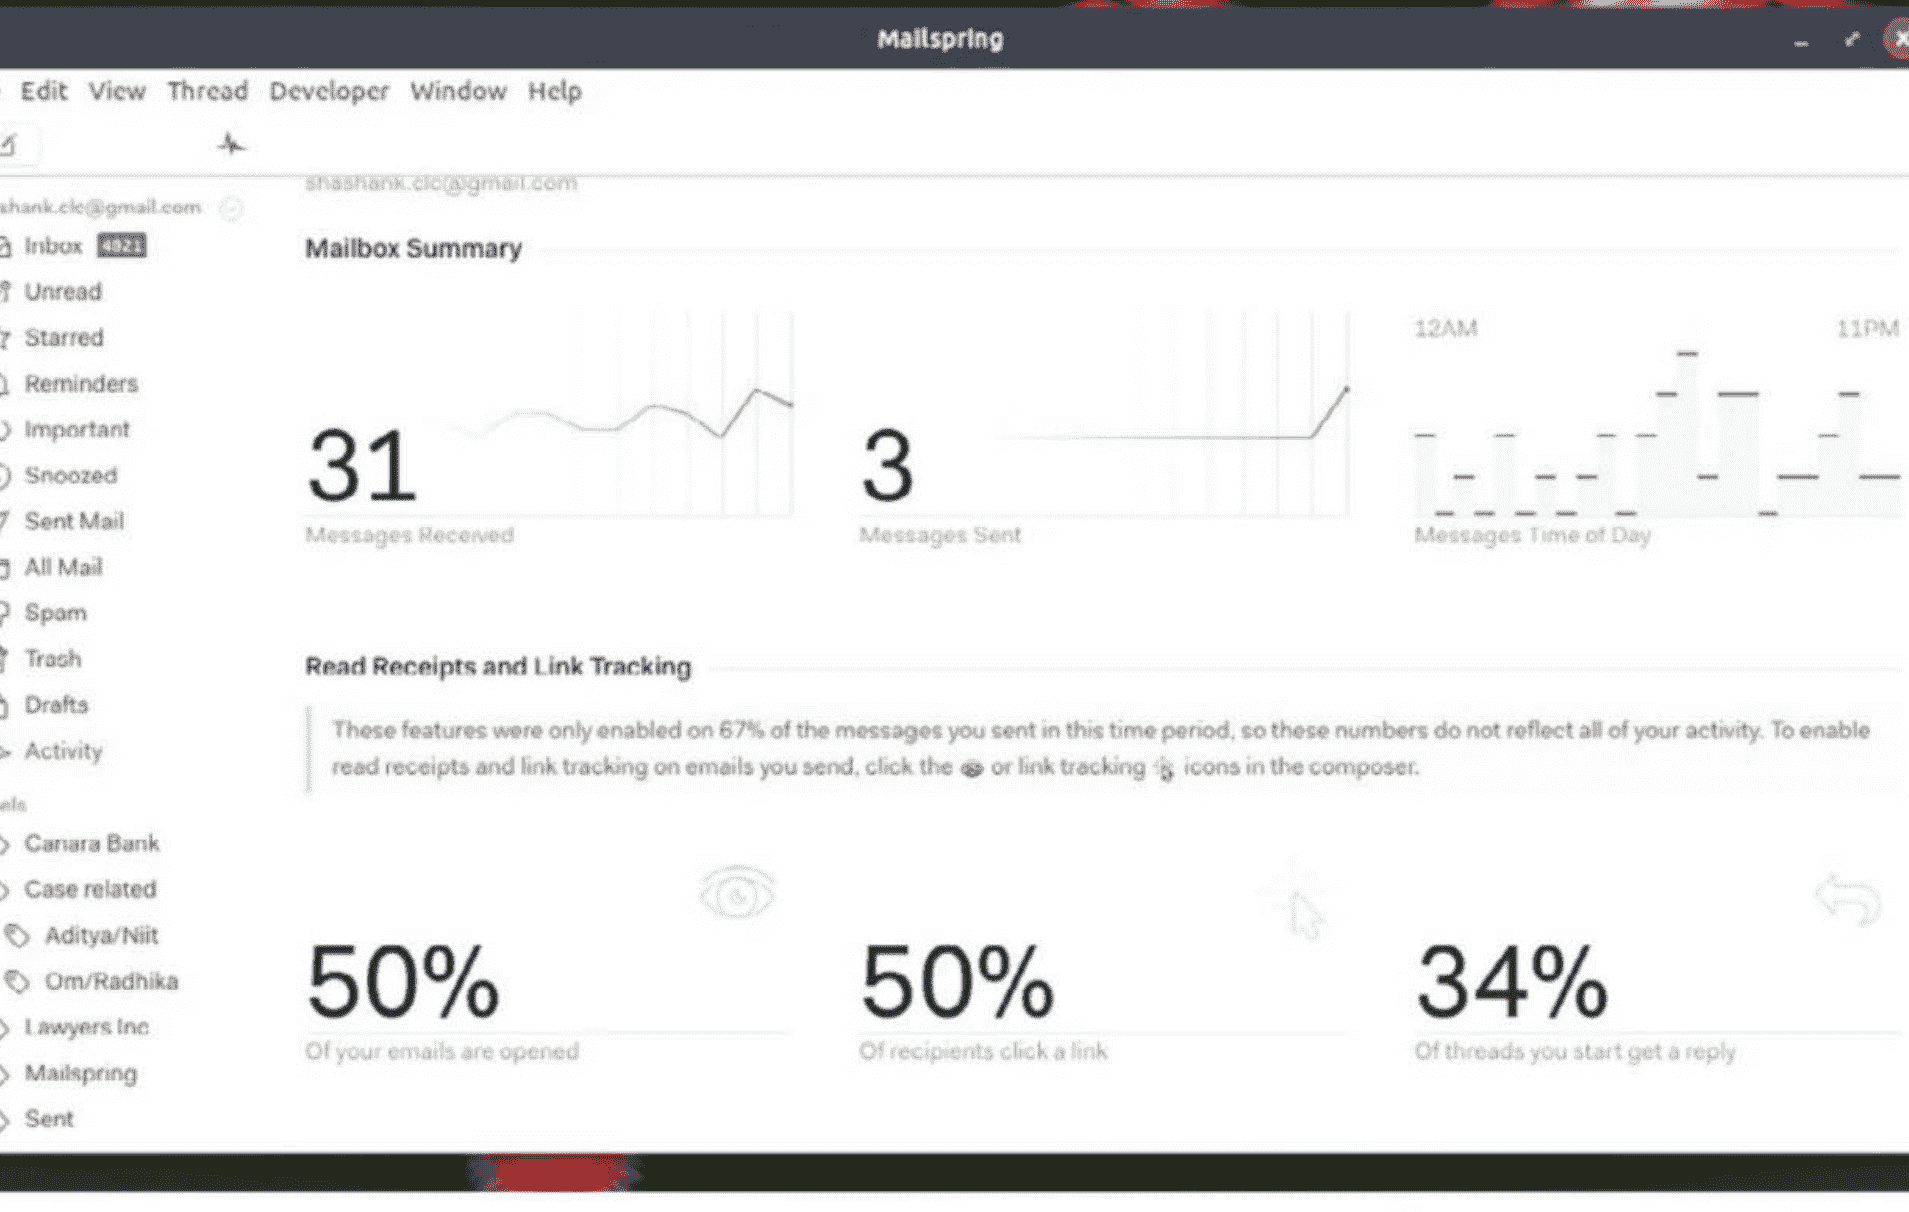 Mailspring
Edit View Thread Developer Window Help
shashank.clc@gmail.com
shank.clc@gmail.com
Inbox 4921
Unread
Starred
Reminders
Important
Snoozed
Sent Mail
All Mail
Spam
Trash
Drafts
Activity
els
Canara Bank
Case related
Aditya/Niit
Om/Radhika
Lawyers Inc
Mailspring
Sent
Mailbox Summary
31
Messages Received
3
Messages Sent
12AM 11PM
Messages Time of Day
Read Receipts and Link Tracking
These features were only enabled on 67% of the messages you sent in this time period, so these numbers do not reflect all of your activity. To enable
read receipts and link tracking on emails you send, click the or link tracking icons in the composer.
50%
Of your emails are opened
50%
Of recipients click a link
34%
Of threads you start get a reply